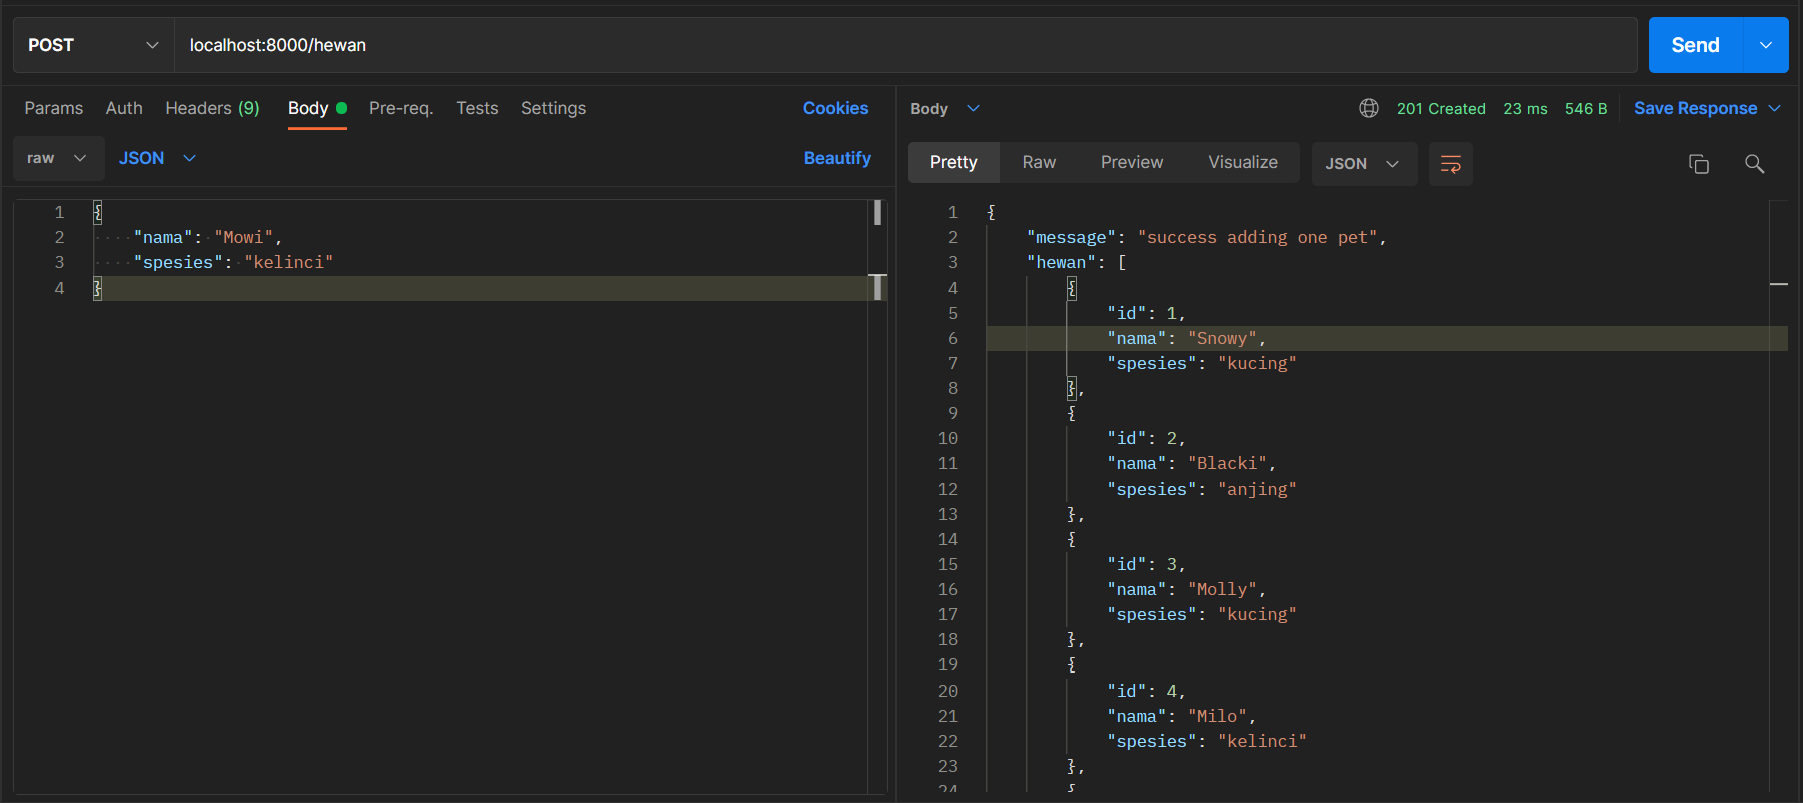 POST localhost:8000/hewan Send
Params Auth Headers (9) Body Pre-req. Tests Settings Cookies
raw JSON Beautify
1 {
2 "nama": "Mowi",
3 "spesies": "kelinci"
4 }
Body 201 Created 23 ms 546 B Save Response
Pretty Raw Preview Visualize JSON
1 {
2 "message": "success adding one pet",
3 "hewan": [
4 {
5 "id": 1,
6 "nama": "Snowy",
7 "spesies": "kucing"
8 },
9 {
10 "id": 2,
11 "nama": "Blacki",
12 "spesies": "anjing"
13 },
14 {
15 "id": 3,
16 "nama": "Molly",
17 "spesies": "kucing"
18 },
19 {
20 "id": 4,
21 "nama": "Milo",
22 "spesies": "kelinci"
23 },
24 {